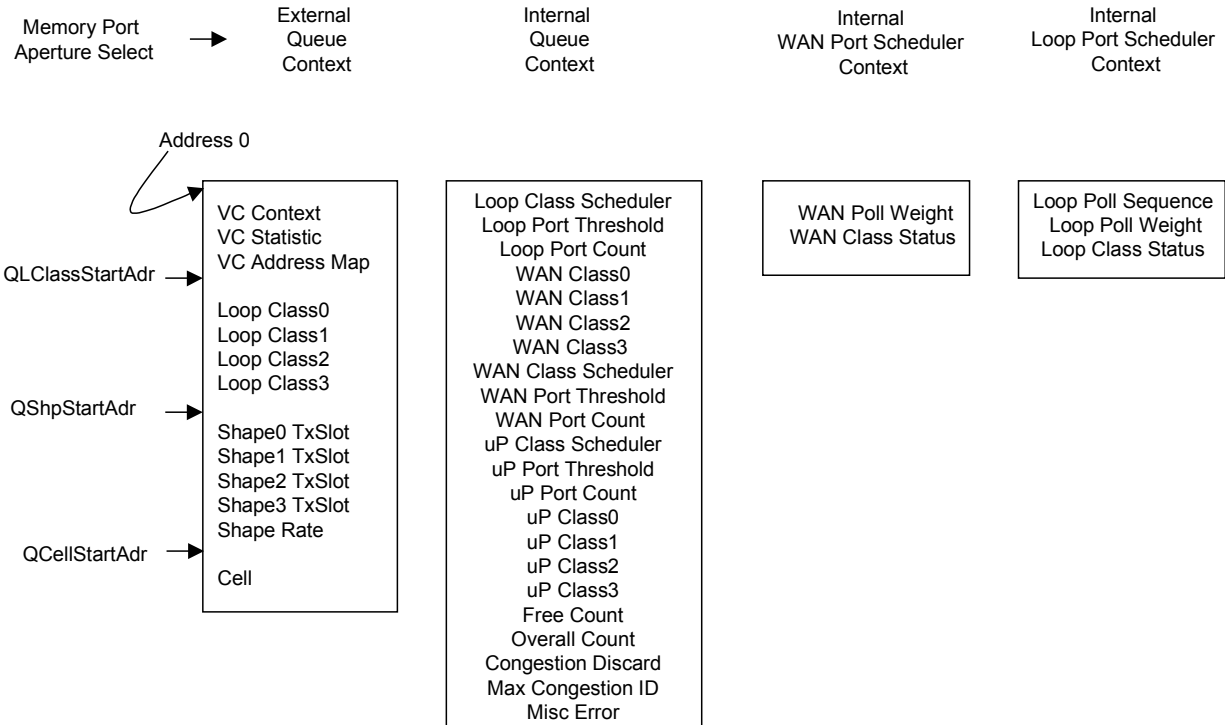 Memory Port
Aperture Select
External
Queue
Context
Internal
Queue
Context
Internal
WAN Port Scheduler
Context
Internal
Loop Port Scheduler
Context
Address 0
QLClassStartAdr
QShpStartAdr
QCellStartAdr
VC Context
VC Statistic
VC Address Map
Loop Class0
Loop Class1
Loop Class2
Loop Class3
Shape0 TxSlot
Shape1 TxSlot
Shape2 TxSlot
Shape3 TxSlot
Shape Rate
Cell
Loop Class Scheduler
Loop Port Threshold
Loop Port Count
WAN Class0
WAN Class1
WAN Class2
WAN Class3
WAN Class Scheduler
WAN Port Threshold
WAN Port Count
uP Class Scheduler
uP Port Threshold
uP Port Count
uP Class0
uP Class1
uP Class2
uP Class3
Free Count
Overall Count
Congestion Discard
Max Congestion ID
Misc Error
WAN Poll Weight
WAN Class Status
Loop Poll Sequence
Loop Poll Weight
Loop Class Status